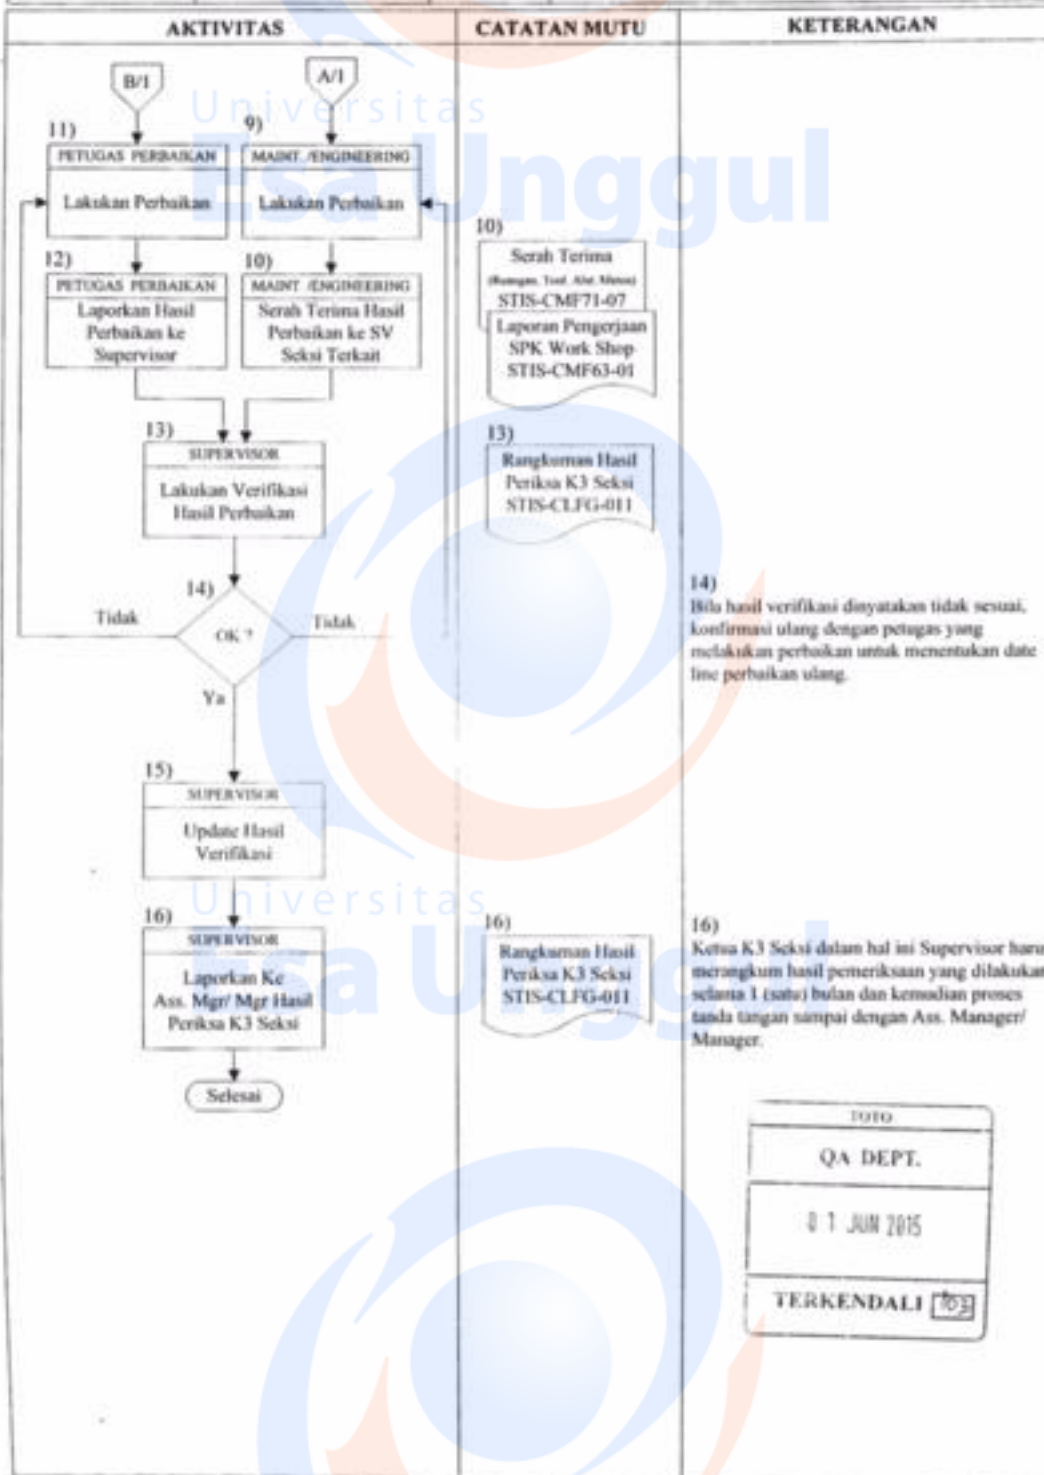 AKTIVITAS
CATATAN MUTU
KETERANGAN
B/1
A/1
Universitas
Esa Unggul
11)
PETUGAS PERBAIKAN
Lakukan Perbaikan
9)
MAINT./ENGINEERING
Lakukan Perbaikan
12)
PETUGAS PERBAIKAN
Laporkan Hasil
Perbaikan ke
Supervisor
10)
MAINT./ENGINEERING
Serah Terima Hasil
Perbaikan ke SV
Seksi Terkait
10)
Serah Terima
(Ruangan, Tool, Alat, Mesin)
STIS-CMF71-07
Laporan Pengerjaan
SPK Work Shop
STIS-CMF63-01
13)
SUPERVISOR
Lakukan Verifikasi
Hasil Perbaikan
13)
Rangkuman Hasil
Periksa K3 Seksi
STIS-CLFG-011
14)
Tidak
OK ?
Tidak
Ya
14)
Bila hasil verifikasi dinyatakan tidak sesuai,
konfirmasi ulang dengan petugas yang
melakukan perbaikan untuk menentukan date
line perbaikan ulang.
15)
SUPERVISOR
Update Hasil
Verifikasi
Universitas
Esa Unggul
16)
SUPERVISOR
Laporkan Ke
Ass. Mgr/ Mgr Hasil
Periksa K3 Seksi
Selesai
16)
Rangkuman Hasil
Periksa K3 Seksi
STIS-CLFG-011
16)
Ketua K3 Seksi dalam hal ini Supervisor haru
merangkum hasil pemeriksaan yang dilakukan
selama 1 (satu) bulan dan kemudian proses
tanda tangan sampai dengan Ass. Manager/
Manager.
TOTO
QA DEPT.
01 JUN 2015
TERKENDALI